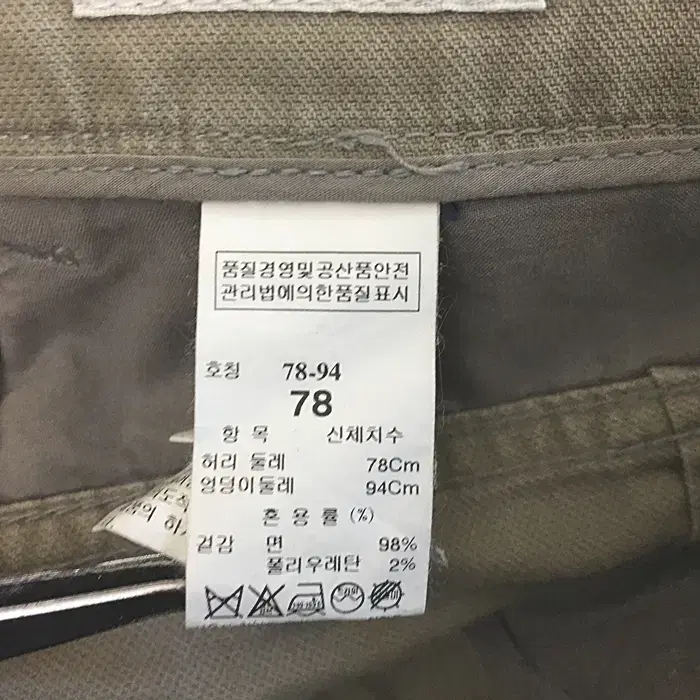 품질경영및공산품안전
관리법에의한품질표시
호칭 78-94
78
항 목 신체치수
허리 둘레 78Cm
엉덩이둘레 94Cm
혼 용 률 (%)
겉감 면 98%
폴리우레탄 2%